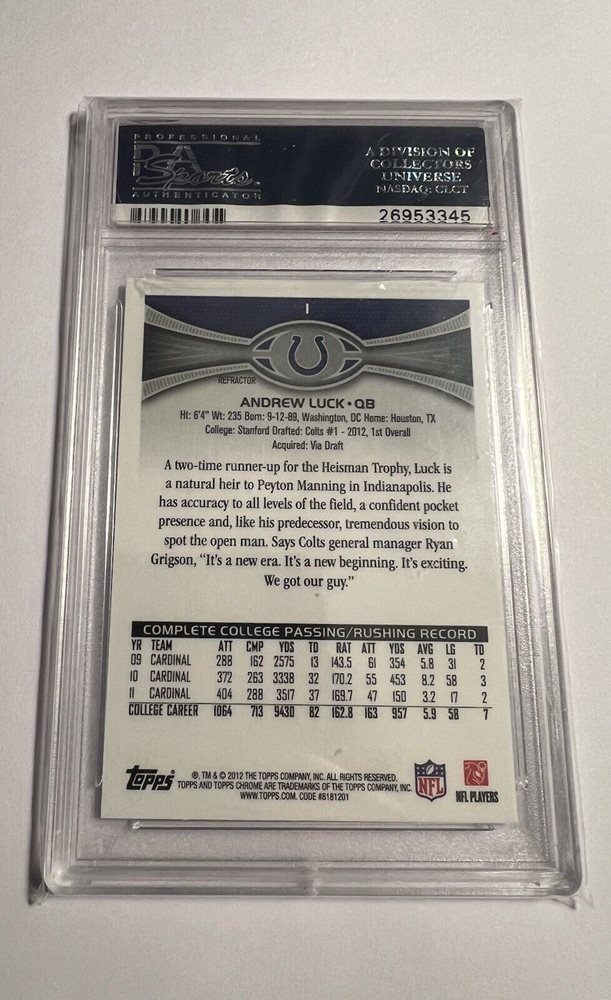 PROFESSIONAL
PSA
Sports
AUTHENTICATOR
A DIVISION OF
COLLECTORS
UNIVERSE
NASDAQ: CLCT
26953345
1
REFRACTOR
ANDREW LUCK • QB
Ht: 6'4" Wt: 235 Born: 9-12-89, Washington, DC Home: Houston, TX
College: Stanford Drafted: Colts #1 - 2012, 1st Overall
Acquired: Via Draft
A two-time runner-up for the Heisman Trophy, Luck is
a natural heir to Peyton Manning in Indianapolis. He
has accuracy to all levels of the field, a confident pocket
presence and, like his predecessor, tremendous vision to
spot the open man. Says Colts general manager Ryan
Grigson, “It's a new era. It's a new beginning. It's exciting.
We got our guy.”
COMPLETE COLLEGE PASSING/RUSHING RECORD
YR TEAM ATT CMP YDS TD RAT ATT YDS AVG LG TD
09 CARDINAL 288 162 2575 13 143.5 61 354 5.8 31 2
10 CARDINAL 372 263 3338 32 170.2 55 453 8.2 58 3
11 CARDINAL 404 288 3517 37 169.7 47 150 3.2 17 2
COLLEGE CAREER 1064 713 9430 82 162.8 163 957 5.9 58 7
Topps
®, TM & © 2012 THE TOPPS COMPANY, INC. ALL RIGHTS RESERVED.
TOPPS AND TOPPS CHROME ARE TRADEMARKS OF THE TOPPS COMPANY, INC.
WWW.TOPPS.COM. CODE #8181201
NFL
NFL PLAYERS